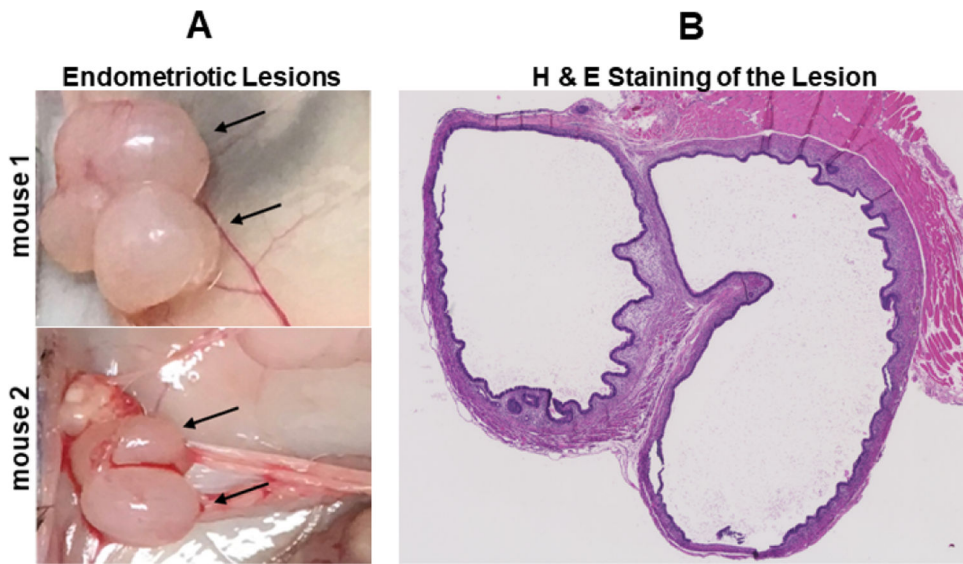 A
B
Endometriotic Lesions
H & E Staining of the Lesion
mouse 1
mouse 2